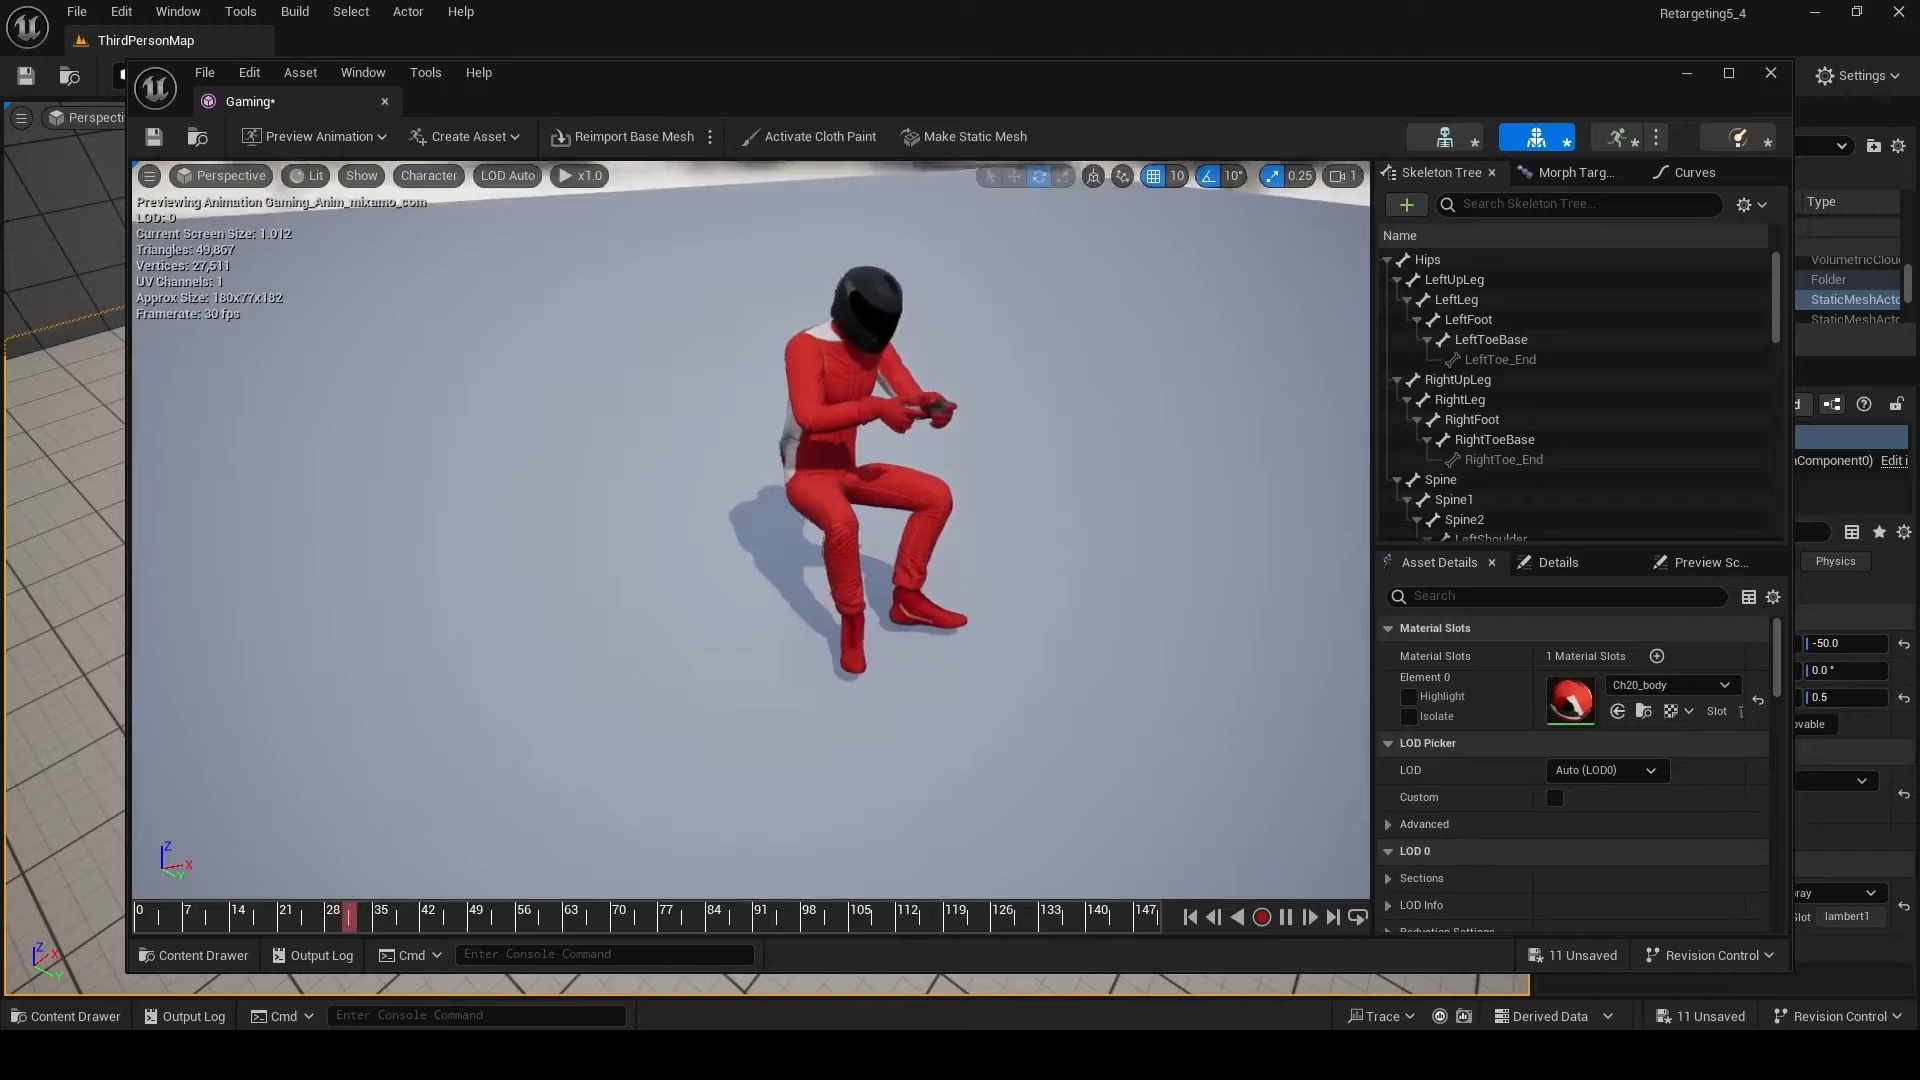 File Edit Window Tools Build Select Actor Help
Retargeting5_4
ThirdPersonMap
Settings
File Edit Asset Window Tools Help
Gaming*
Preview Animation
Create Asset
Reimport Base Mesh
Activate Cloth Paint
Make Static Mesh
Perspective
Lit
Show
Character
LOD Auto
x1.0
10
10°
0.25
1
Previewing Animation Gaming_Anim_mixamo_com
LOD: 0
Current Screen Size: 1.012
Triangles: 49,867
Vertices: 27,511
UV Channels: 1
Approx Size: 180x77x182
Framerate: 30 fps
Skeleton Tree
Morph Targ...
Curves
Search Skeleton Tree...
Name
Hips
LeftUpLeg
LeftLeg
LeftFoot
LeftToeBase
LeftToe_End
RightUpLeg
RightLeg
RightFoot
RightToeBase
RightToe_End
Spine
Spine1
Spine2
LeftShoulder
Asset Details
Details
Preview Sc...
Search
Material Slots
Material Slots 1 Material Slots
Element 0
Highlight
Isolate
Ch20_body
Slot
LOD Picker
LOD Auto (LOD0)
Custom
Advanced
LOD 0
Sections
LOD Info
Reduction Settings
Type
VolumetricClou
Folder
StaticMeshActo
StaticMeshActo
nComponent0) Edit i
Physics
-50.0
0.0 °
0.5
ovable
lambert1
Z X Y
0 7 14 21 28 35 42 49 56 63 70 77 84 91 98 105 112 119 126 133 140 147
Content Drawer Output Log Cmd Enter Console Command 11 Unsaved Revision Control
Z X Y
Content Drawer Output Log Cmd Enter Console Command Trace Derived Data 11 Unsaved Revision Control